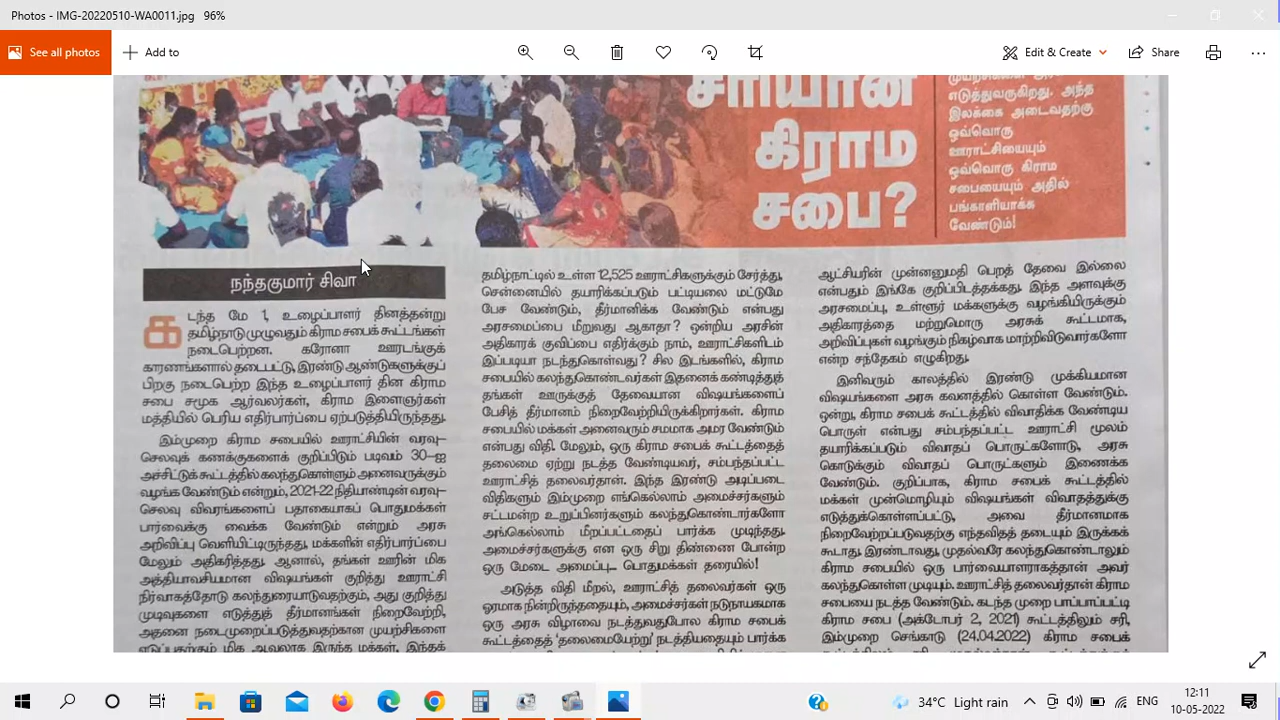 Photos - IMG-20220510-WA0011.jpg 96%
See all photos
Add to
Edit & Create
Share
சரியான
கிராம
சபை?
எடுத்துவருகிறது. அந்த
இலக்கை அடைவதற்கு
ஒவ்வொரு
ஊராட்சியையும்
ஒவ்வொரு கிராம
சபையையும் அதில்
பங்காளியாக்க
வேண்டும்!
நந்தகுமார் சிவா
கடந்த மே 1, உழைப்பாளர் தினத்தன்று
தமிழ்நாடு முழுவதும் கிராம சபைக் கூட்டங்கள்
நடைபெற்றன. கரோனா ஊரடங்குக்
காரணங்களால் தடைபட்டு, இரண்டு ஆண்டுகளுக்குப்
பிறகு நடைபெற்ற இந்த உழைப்பாளர் தின கிராம
சபை சமூக ஆர்வலர்கள், கிராம இளைஞர்கள்
மத்தியில் பெரிய எதிர்பார்ப்பை ஏற்படுத்தியிருந்தது.
இம்முறை கிராம சபையில் ஊராட்சியின் வரவு-
செலவுக் கணக்குகளைக் குறிப்பிடும் படிவம் 30-ஐ
அச்சிட்டுக் கூட்டத்தில் கலந்துகொள்ளும் அனைவருக்கும்
வழங்க வேண்டும் என்றும், 2021-22 நிதியாண்டின் வரவு-
செலவு விவரங்களைப் பதாகையாகப் பொதுமக்கள்
பார்வைக்கு வைக்க வேண்டும் என்றும் அரசு
அறிவிப்பு வெளியிட்டிருந்தது, மக்களின் எதிர்பார்ப்பை
மேலும் அதிகரித்தது. ஆனால், தங்கள் ஊரின் மிக
அத்தியாவசியமான விஷயங்கள் குறித்து ஊராட்சி
நிர்வாகத்தோடு கலந்துரையாடுவதற்கும், அது குறித்து
முடிவுகளை எடுத்துத் தீர்மானங்கள் நிறைவேற்றி,
அதனை நடைமுறைப்படுத்துவதற்கான முயற்சிகளை
எடுப்பதற்கும் மிக ஆவலாக இருந்த மக்கள், இந்தக்
தமிழ்நாட்டில் உள்ள 12,525 ஊராட்சிகளுக்கும் சேர்த்து,
சென்னையில் தயாரிக்கப்படும் பட்டியலை மட்டுமே
பேச வேண்டும், தீர்மானிக்க வேண்டும் என்பது
அரசமைப்பை மீறுவது ஆகாதா? ஒன்றிய அரசின்
அதிகாரக் குவிப்பை எதிர்க்கும் நாம், ஊராட்சிகளிடம்
இப்படியா நடந்துகொள்வது? சில இடங்களில், கிராம
சபையில் கலந்துகொண்டவர்கள் இதனைக் கண்டித்துத்
தங்கள் ஊருக்குத் தேவையான விஷயங்களைப்
பேசித் தீர்மானம் நிறைவேற்றியிருக்கிறார்கள். கிராம
சபையில் மக்கள் அனைவரும் சமமாக அமர வேண்டும்
என்பது விதி. மேலும், ஒரு கிராம சபைக் கூட்டத்தைத்
தலைமை ஏற்று நடத்த வேண்டியவர், சம்பந்தப்பட்ட
ஊராட்சித் தலைவர்தான். இந்த இரண்டு அடிப்படை
விதிகளும் இம்முறை எங்கெல்லாம் அமைச்சர்களும்
சட்டமன்ற உறுப்பினர்களும் கலந்துகொண்டார்களோ
அங்கெல்லாம் மீறப்பட்டதைப் பார்க்க முடிந்தது.
அமைச்சர்களுக்கு என ஒரு சிறு திண்ணை போன்ற
ஒரு மேடை அமைப்பு... பொதுமக்கள் தரையில்!
அடுத்த விதி மீறல், ஊராட்சித் தலைவர்கள் ஒரு
ஓரமாக நின்றிருந்ததையும், அமைச்சர்கள் நடுநாயகமாக
ஒரு அரசு விழாவை நடத்துவதுபோல கிராம சபைக்
கூட்டத்தைத் ‘தலைமையேற்று’ நடத்தியதையும் பார்க்க
ஆட்சியரின் முன்னனுமதி பெறத் தேவை இல்லை
என்பதும் இங்கே குறிப்பிடத்தக்கது. இந்த அளவுக்கு
அரசமைப்பு, உள்ளூர் மக்களுக்கு வழங்கியிருக்கும்
அதிகாரத்தை மற்றுமொரு அரசுக் கூட்டமாக,
அறிவிப்புகள் வழங்கும் நிகழ்வாக மாற்றிவிடுவார்களோ
என்ற சந்தேகம் எழுகிறது.
இனிவரும் காலத்தில் இரண்டு முக்கியமான
விஷயங்களை அரசு கவனத்தில் கொள்ள வேண்டும்.
ஒன்று, கிராம சபைக் கூட்டத்தில் விவாதிக்க வேண்டிய
பொருள் என்பது சம்பந்தப்பட்ட ஊராட்சி மூலம்
தயாரிக்கப்படும் விவாதப் பொருட்களோடு, அரசு
கொடுக்கும் விவாதப் பொருட்களும் இணைக்க
வேண்டும். குறிப்பாக, கிராம சபைக் கூட்டத்தில்
மக்கள் முன்மொழியும் விஷயங்கள் விவாதத்துக்கு
எடுத்துக்கொள்ளப்பட்டு, அவை தீர்மானமாக
நிறைவேற்றப்படுவதற்கு எந்தவிதத் தடையும் இருக்கக்
கூடாது. இரண்டாவது, முதல்வரே கலந்துகொண்டாலும்
கிராம சபையில் ஒரு பார்வையாளராகத்தான் அவர்
கலந்துகொள்ள முடியும். ஊராட்சித் தலைவர்தான் கிராம
சபையை நடத்த வேண்டும். கடந்த முறை பாப்பாப்பட்டி
கிராம சபை (அக்டோபர் 2, 2021) கூட்டத்திலும் சரி,
இம்முறை செங்காடு (24.04.2022) கிராம சபைக்
34°C Light rain
ENG
2:11
10-05-2022